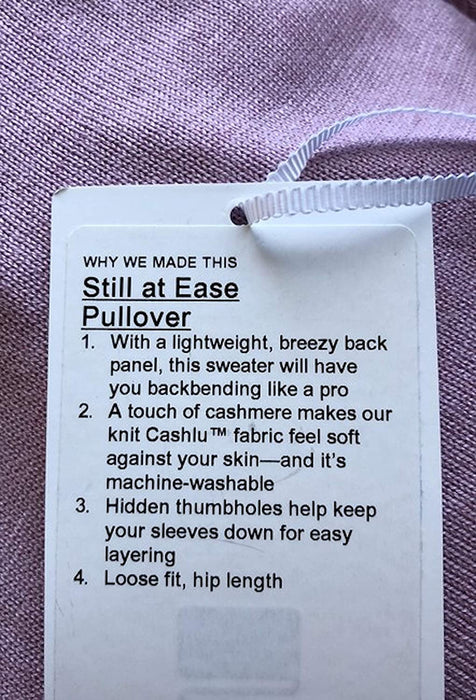 WHY WE MADE THIS
Still at Ease
Pullover
1. With a lightweight, breezy back
panel, this sweater will have
you backbending like a pro
2. A touch of cashmere makes our
knit Cashlu™ fabric feel soft
against your skin—and it's
machine-washable
3. Hidden thumbholes help keep
your sleeves down for easy
layering
4. Loose fit, hip length